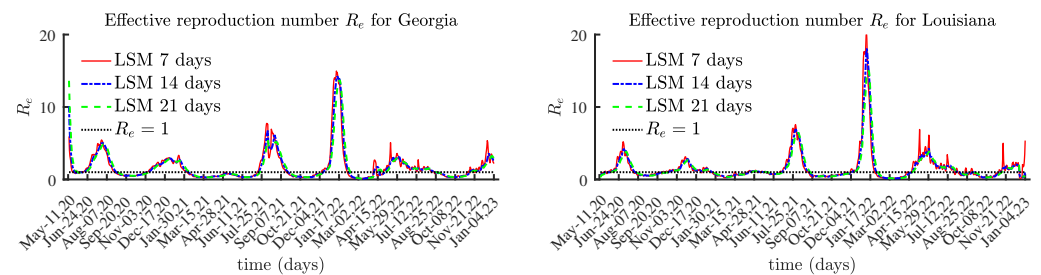 Effective reproduction number Re for Georgia
20
10
0
Re
LSM 7 days
LSM 14 days
LSM 21 days
Re = 1
May-11,20
Jun-24,20
Aug-07,20
Sep-20,20
Nov-03,20
Dec-17,20
Jan-30,21
Mar-15,21
Apr-28,21
Jun-11,21
Jul-25,21
Sep-07,21
Oct-21,21
Dec-04,21
Jan-17,22
Mar-02,22
Apr-15,22
May-29,22
Jul-12,22
Aug-25,22
Oct-08,22
Nov-21,22
Jan-04,23
time (days)
Effective reproduction number Re for Louisiana
20
10
0
Re
LSM 7 days
LSM 14 days
LSM 21 days
Re = 1
May-11,20
Jun-24,20
Aug-07,20
Sep-20,20
Nov-03,20
Dec-17,20
Jan-30,21
Mar-15,21
Apr-28,21
Jun-11,21
Jul-25,21
Sep-07,21
Oct-21,21
Dec-04,21
Jan-17,22
Mar-02,22
Apr-15,22
May-29,22
Jul-12,22
Aug-25,22
Oct-08,22
Nov-21,22
Jan-04,23
time (days)